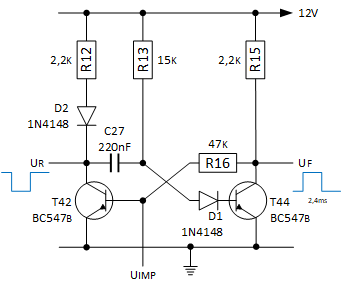 12V
2,2K R12 R13 15K 2,2K R15
D2
1N4148
C27
220nF
47K
R16
UR UF
T42
BC547B
D1
1N4148
T44
BC547B
2,4ms
UIMP